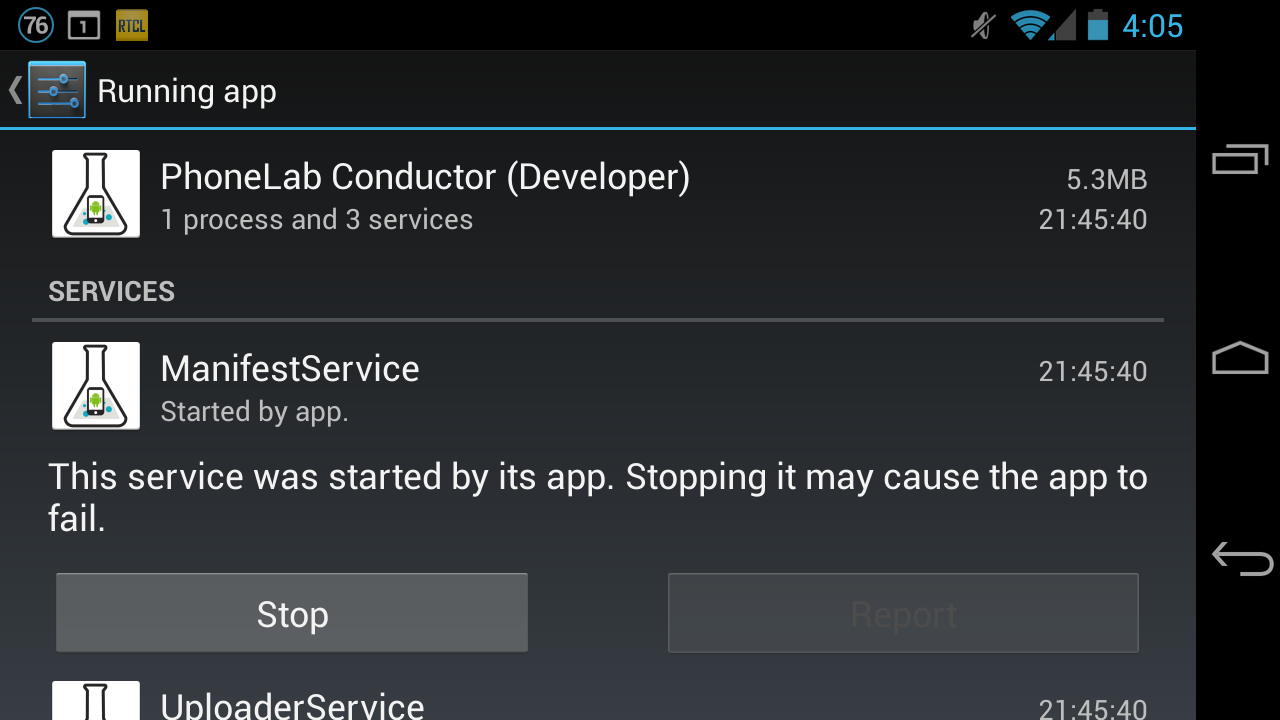 76 1 RTCL 4:05
Running app
PhoneLab Conductor (Developer) 5.3MB
1 process and 3 services 21:45:40
SERVICES
ManifestService 21:45:40
Started by app.
This service was started by its app. Stopping it may cause the app to
fail.
Stop Report
UploaderService 21:45:40